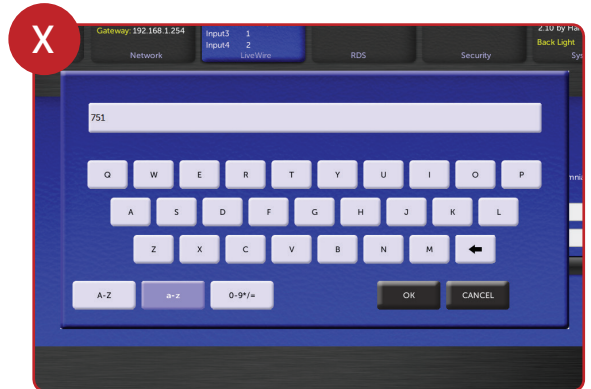 X
Gateway: 192.168.1.254
Input3 1
Input4 2
2.10 by
Back Light
Network
LiveWire
RDS
Security
751
Q W E R T Y U I O P
A S D F G H J K L
Z X C V B N M
A-Z a-z 0-9*/= OK CANCEL